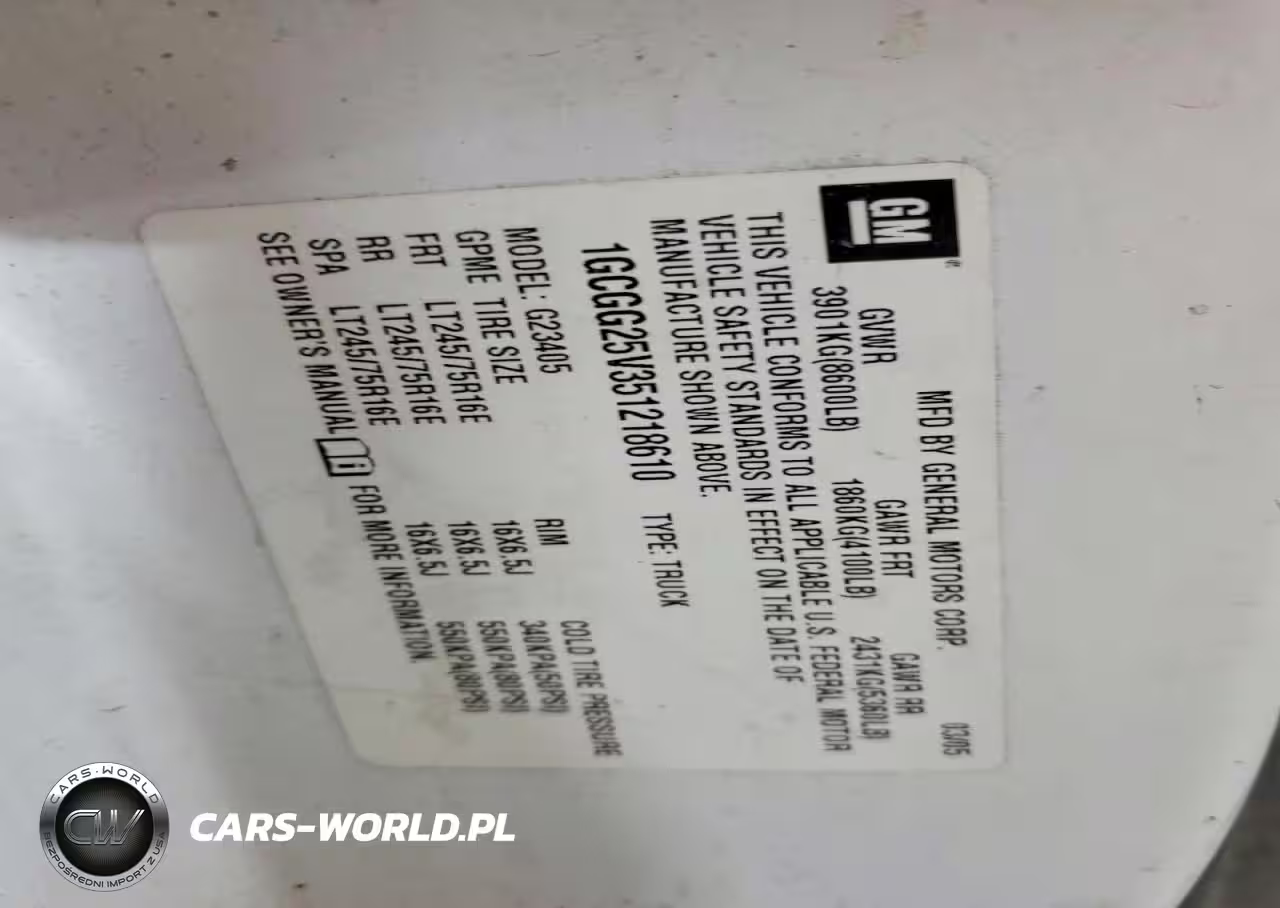 GM
MFD BY GENERAL MOTORS CORP. 03/05
GVWR GAWR FRT GAWR RR
3901KG(8600LB) 1860KG(4100LB) 2431KG(5360LB)
THIS VEHICLE CONFORMS TO ALL APPLICABLE U.S. FEDERAL MOTOR
VEHICLE SAFETY STANDARDS IN EFFECT ON THE DATE OF
MANUFACTURE SHOWN ABOVE.
1GCGG25V351218610 TYPE: TRUCK
MODEL: G23405
GPME TIRE SIZE RIM COLD TIRE PRESSURE
FRT LT245/75R16E 16X6.5J 340KPA(50PSI)
RR LT245/75R16E 16X6.5J 550KPA(80PSI)
SPA LT245/75R16E 16X6.5J 550KPA(80PSI)
SEE OWNER'S MANUAL FOR MORE INFORMATION.
CARS-WORLD
CW
BEZPOŚREDNI IMPORT Z USA
CARS-WORLD.PL